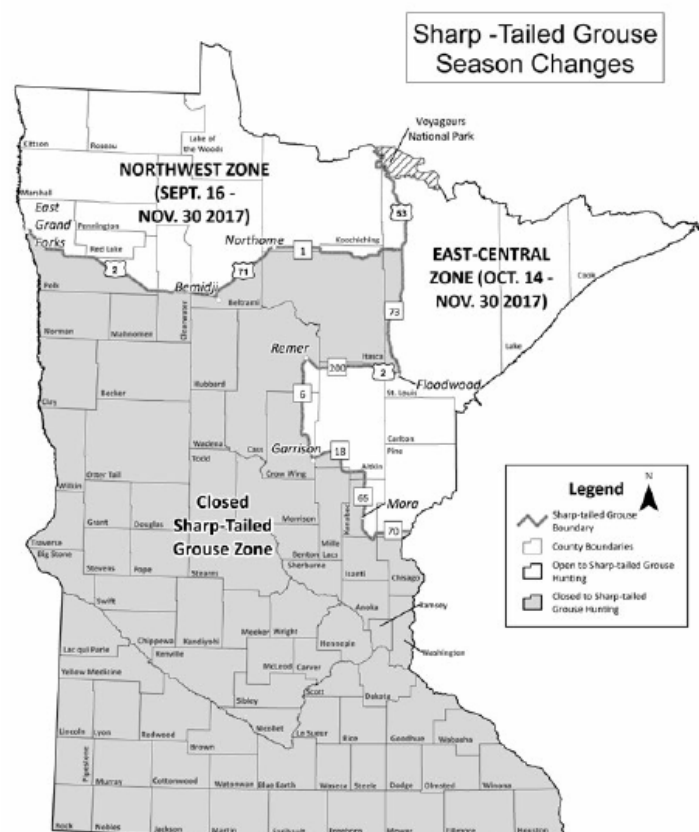 Sharp -Tailed Grouse
Season Changes
Voyagours
National Park
Kittson
Roseau
Lake of
the Woods
NORTHWEST ZONE
(SEPT. 16 -
NOV. 30 2017)
Marshall
East
Grand
Forks
Pennington
Red Lake
Northome
1
Koochiching
53
2
71
Bemidji
Beltrami
EAST-CENTRAL
ZONE (OCT. 14 -
NOV. 30 2017)
Cook
Lake
Polk
Clearwater
Norman
Mahnomen
73
Remer
Itasca
200
2
Floodwood
Hubbard
St. Louis
Clay
Becker
6
Cass
Wadena
Garrison
18
Carlton
Pine
Todd
Aitkin
Otter Tail
Crow Wing
Wilkin
65
Mora
Closed
Sharp-Tailed
Grouse Zone
Kanabec
70
Grant
Douglas
Morrison
Mille
Lacs
Traverse
Big Stone
Benton
Sherburne
Stevens
Pope
Stearns
Isanti
Chisago
Swift
Anoka
Ramsey
Chippewa
Kandiyohi
Meeker
Wright
Hennepin
Washington
Lac qui Parle
Renville
Yellow Medicine
McLeod
Carver
Scott
Dakota
Sibley
Lincoln
Lyon
Redwood
Nicollet
Le Sueur
Rice
Goodhue
Wabasha
Brown
Pipestone
Murray
Cottonwood
Watonwan
Blue Earth
Waseca
Steele
Dodge
Olmsted
Winona
Rock
Nobles
Jackson
Martin
Faribault
Freeborn
Mower
Fillmore
Houston
Legend
N
Sharp-tailed Grouse
Boundary
County Boundaries
Open to Sharp-tailed Grouse
Hunting
Closed to Sharp-tailed
Grouse Hunting